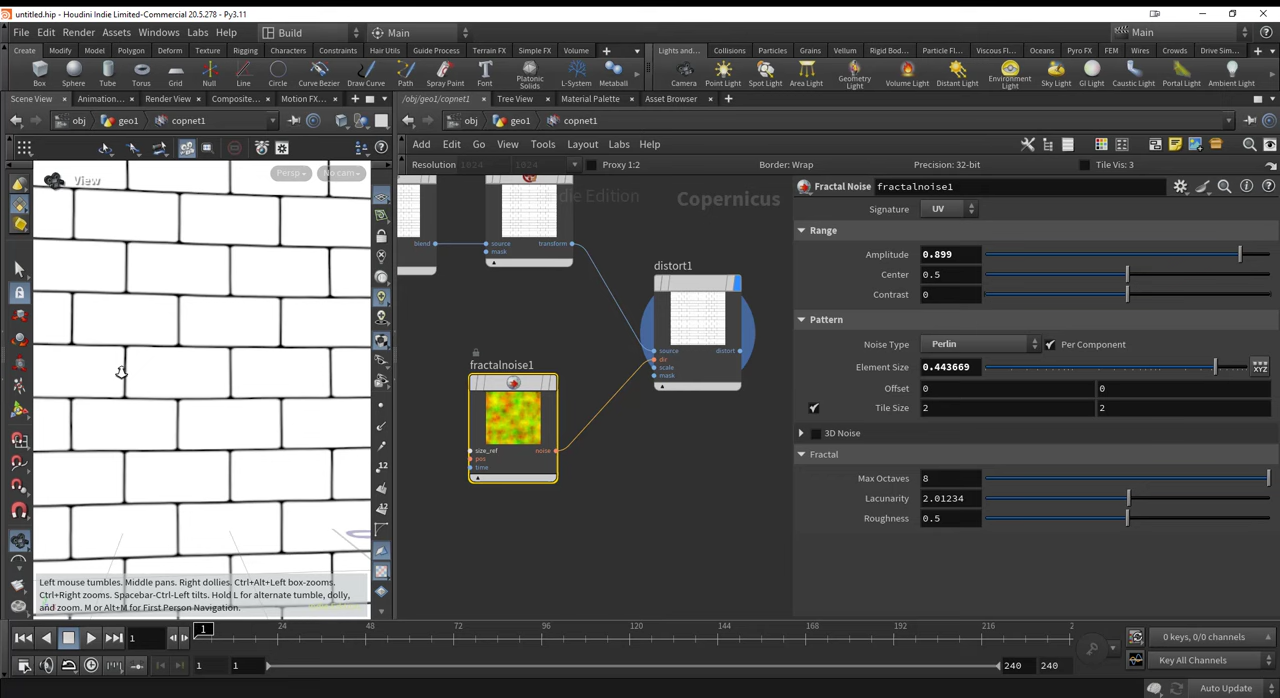 untitled.hip - Houdini Indie Limited-Commercial 20.5.278 - Py3.11
File Edit Render Assets Windows Labs Help Build Main Main
Create Modify Model Polygon Deform Texture Rigging Characters Constraints Hair Utils Guide Process Terrain FX Simple FX Volume Lights and... Collisions Particles Grains Vellum Rigid Bod... Particle Fl... Viscous Fl... Oceans Pyro FX FEM Wires Crowds Drive Sim...
Box Sphere Tube Torus Grid Null Line Circle Curve Bezier Draw Curve Path Spray Paint Font Platonic Solids L-System Metaball Camera Point Light Spot Light Area Light Geometry Light Volume Light Distant Light Environment Light Sky Light GI Light Caustic Light Portal Light Ambient Light
Scene View Animation... Render View Composite... Motion FX... /obj/geo1/copnet1 Tree View Material Palette Asset Browser
obj geo1 copnet1 obj geo1 copnet1
Add Edit Go View Tools Layout Labs Help
Resolution 1024 1024 Proxy 1:2 Border: Wrap Precision: 32-bit Tile Vis: 3
View Persp No cam
Indie Edition Copernicus
Fractal Noise fractalnoise1
Signature UV
Range
Amplitude 0.899
Center 0.5
Contrast 0
Pattern
Noise Type Perlin Per Component
Element Size 0.443669 XYZ
Offset 0 0
Tile Size 2 2
3D Noise
Fractal
Max Octaves 8
Lacunarity 2.01234
Roughness 0.5
blend source transform
mask
distort1
source distort
dir
scale
mask
fractalnoise1
size_ref noise
pos
time
Left mouse tumbles. Middle pans. Right dollies. Ctrl+Alt+Left box-zooms.
Ctrl+Right zooms. Spacebar-Ctrl-Left tilts. Hold L for alternate tumble, dolly,
and zoom. M or Alt+M for First Person Navigation.
1 1 24 48 72 96 120 144 168 192 216 2
0 keys, 0/0 channels
1 1 240 240 Key All Channels
Auto Update